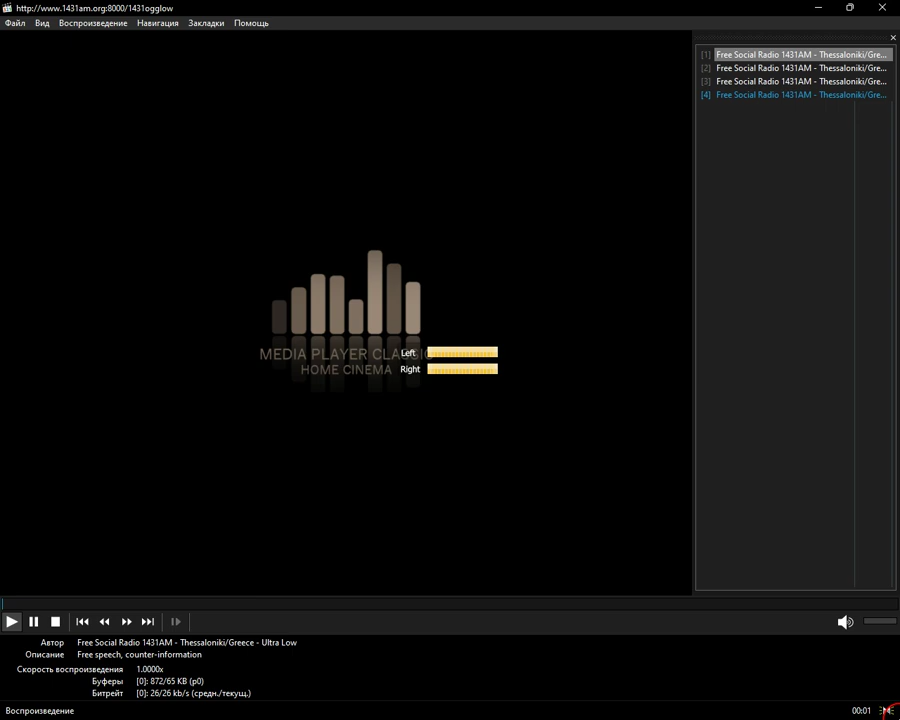 http://www.1431am.org:8000/1431ogglow
Файл Вид Воспроизведение Навигация Закладки Помощь
[1] Free Social Radio 1431AM - Thessaloniki/Gre...
[2] Free Social Radio 1431AM - Thessaloniki/Gre...
[3] Free Social Radio 1431AM - Thessaloniki/Gre...
[4] Free Social Radio 1431AM - Thessaloniki/Gre...
MEDIA PLAYER CLASSIC
Left
HOME CINEMA
Right
Автор Free Social Radio 1431AM - Thessaloniki/Greece - Ultra Low
Описание Free speech, counter-information
Скорость воспроизведения 1.0000x
Буферы [0]: 872/65 KB (p0)
Битрейт [0]: 26/26 kb/s (средн./текущ.)
Воспроизведение 00:01